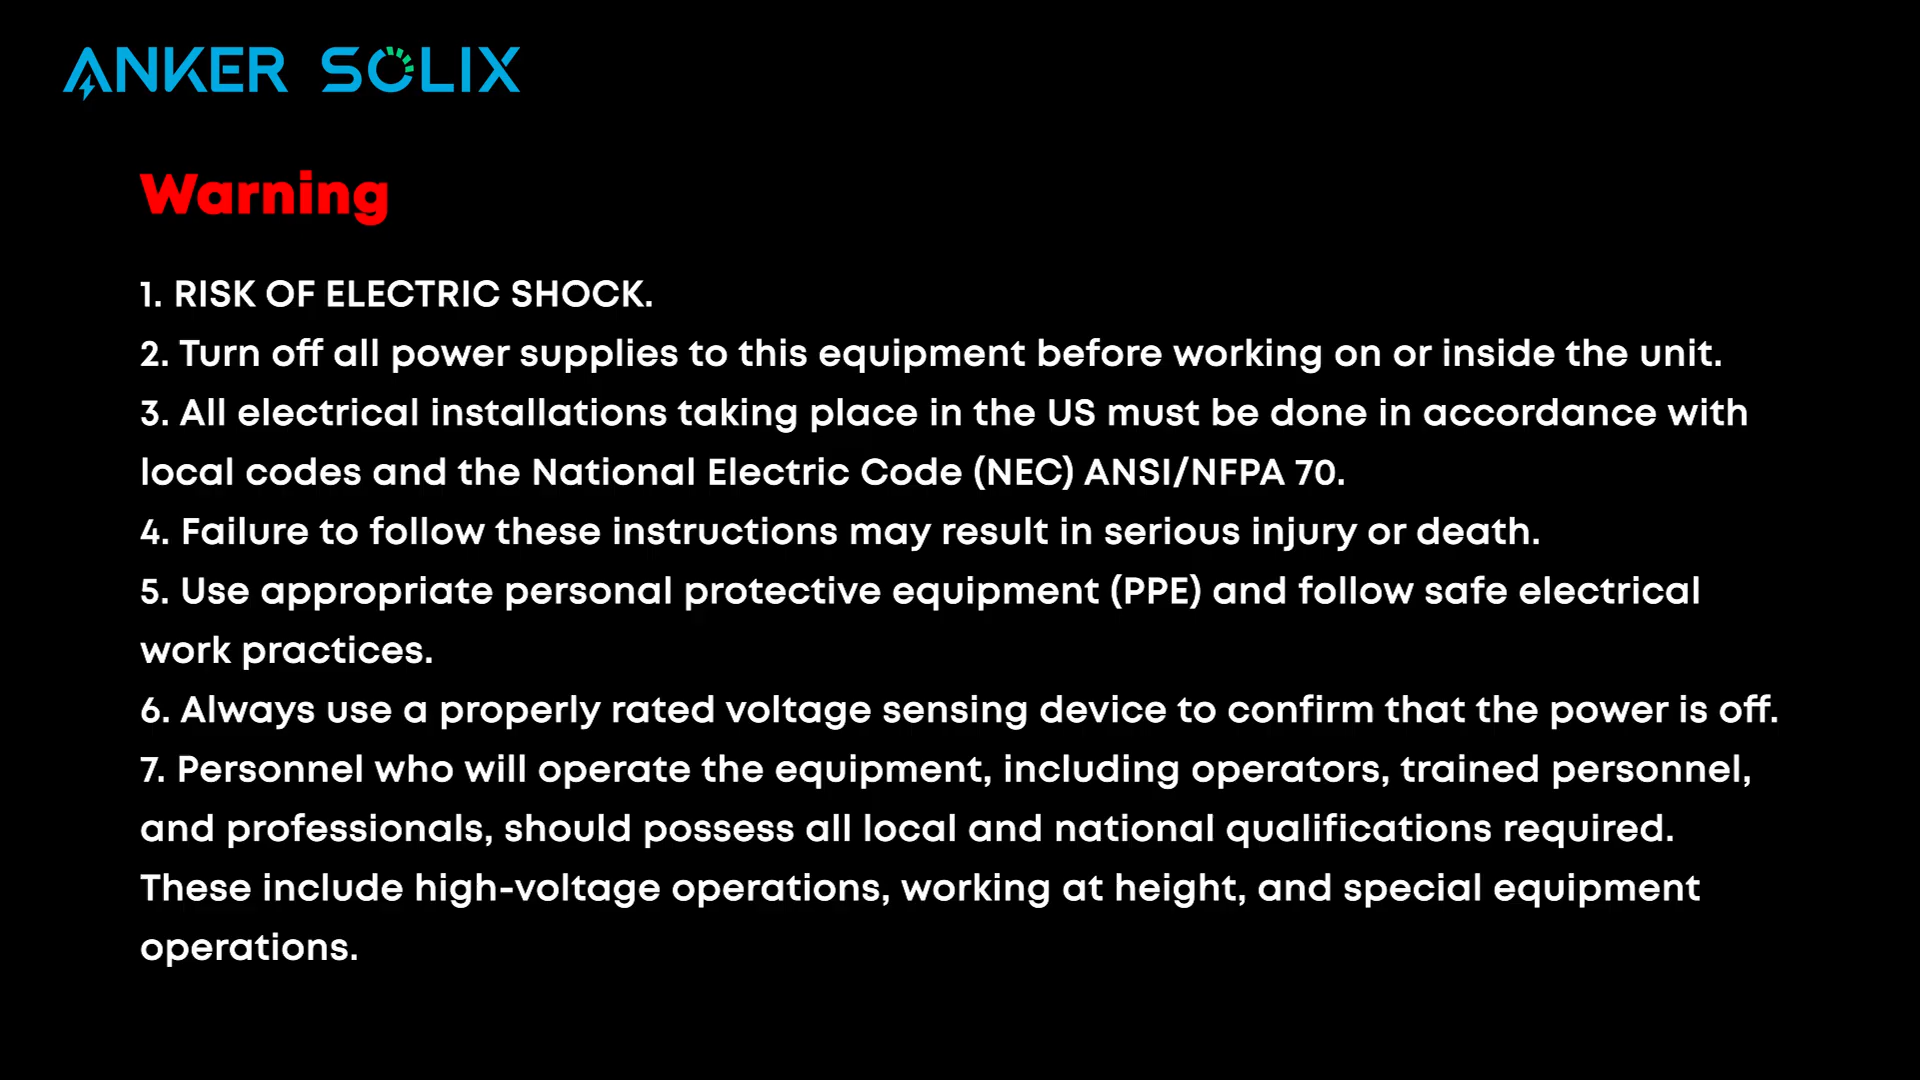 ANKER SOLIX
Warning
1. RISK OF ELECTRIC SHOCK.
2. Turn off all power supplies to this equipment before working on or inside the unit.
3. All electrical installations taking place in the US must be done in accordance with
local codes and the National Electric Code (NEC) ANSI/NFPA 70.
4. Failure to follow these instructions may result in serious injury or death.
5. Use appropriate personal protective equipment (PPE) and follow safe electrical
work practices.
6. Always use a properly rated voltage sensing device to confirm that the power is off.
7. Personnel who will operate the equipment, including operators, trained personnel,
and professionals, should possess all local and national qualifications required.
These include high-voltage operations, working at height, and special equipment
operations.